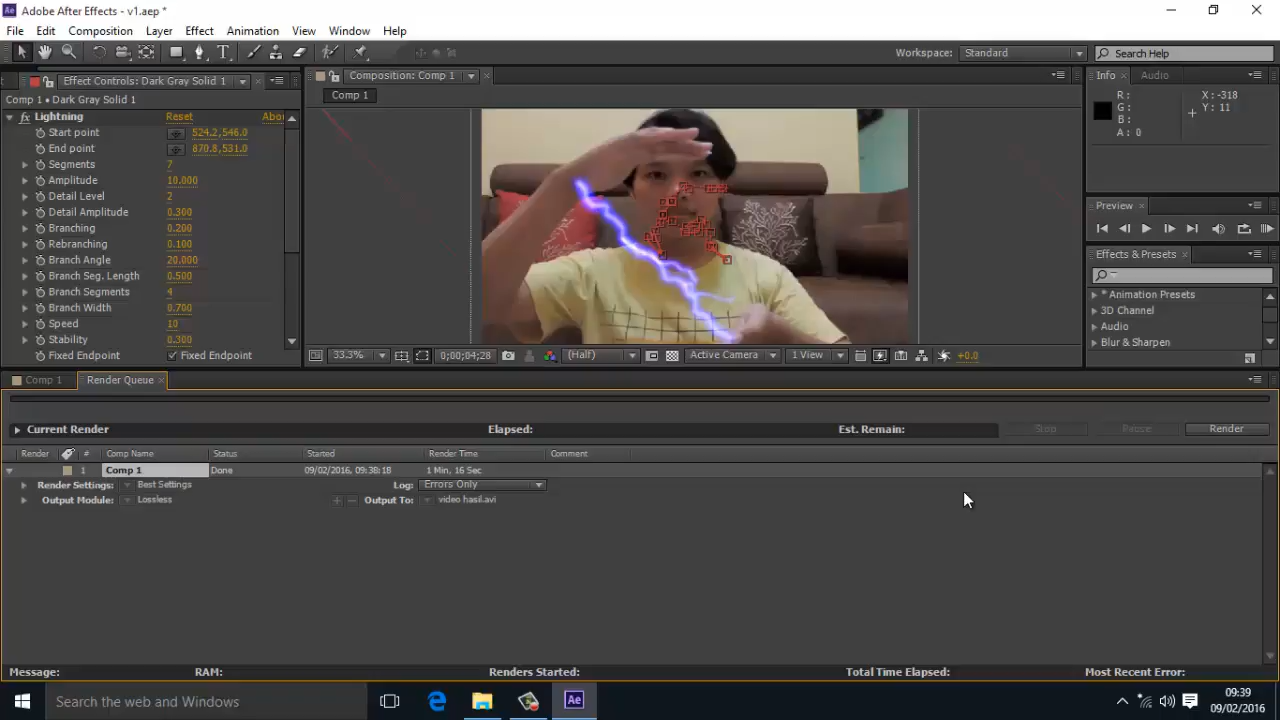 Adobe After Effects - v1.aep *
File Edit Composition Layer Effect Animation View Window Help
Workspace: Standard Search Help
Effect Controls: Dark Gray Solid 1 Composition: Comp 1 Info Audio
Comp 1 • Dark Gray Solid 1 Comp 1
fx Lightning Reset Abou
Start point 524.2,546.0
End point 870.8,531.0
Segments 7
Amplitude 10.000
Detail Level 2
Detail Amplitude 0.300
Branching 0.200
Rebranching 0.100
Branch Angle 20.000
Branch Seg. Length 0.500
Branch Segments 4
Branch Width 0.700
Speed 10
Stability 0.300
Fixed Endpoint Fixed Endpoint
33.3% 0;00;04;28 (Half) Active Camera 1 View +0.0
R: X: -318
G: Y: 11
B:
A: 0
Preview
Effects & Presets
* Animation Presets
3D Channel
Audio
Blur & Sharpen
Comp 1 Render Queue
Current Render Elapsed: Est. Remain: Stop Pause Render
Render # Comp Name Status Started Render Time Comment
1 Comp 1 Done 09/02/2016, 09:38:18 1 Min, 16 Sec
Render Settings: Best Settings Log: Errors Only
Output Module: Lossless Output To: video hasil.avi
Message: RAM: Renders Started: Total Time Elapsed: Most Recent Error:
Search the web and Windows
Ae
09:39
09/02/2016